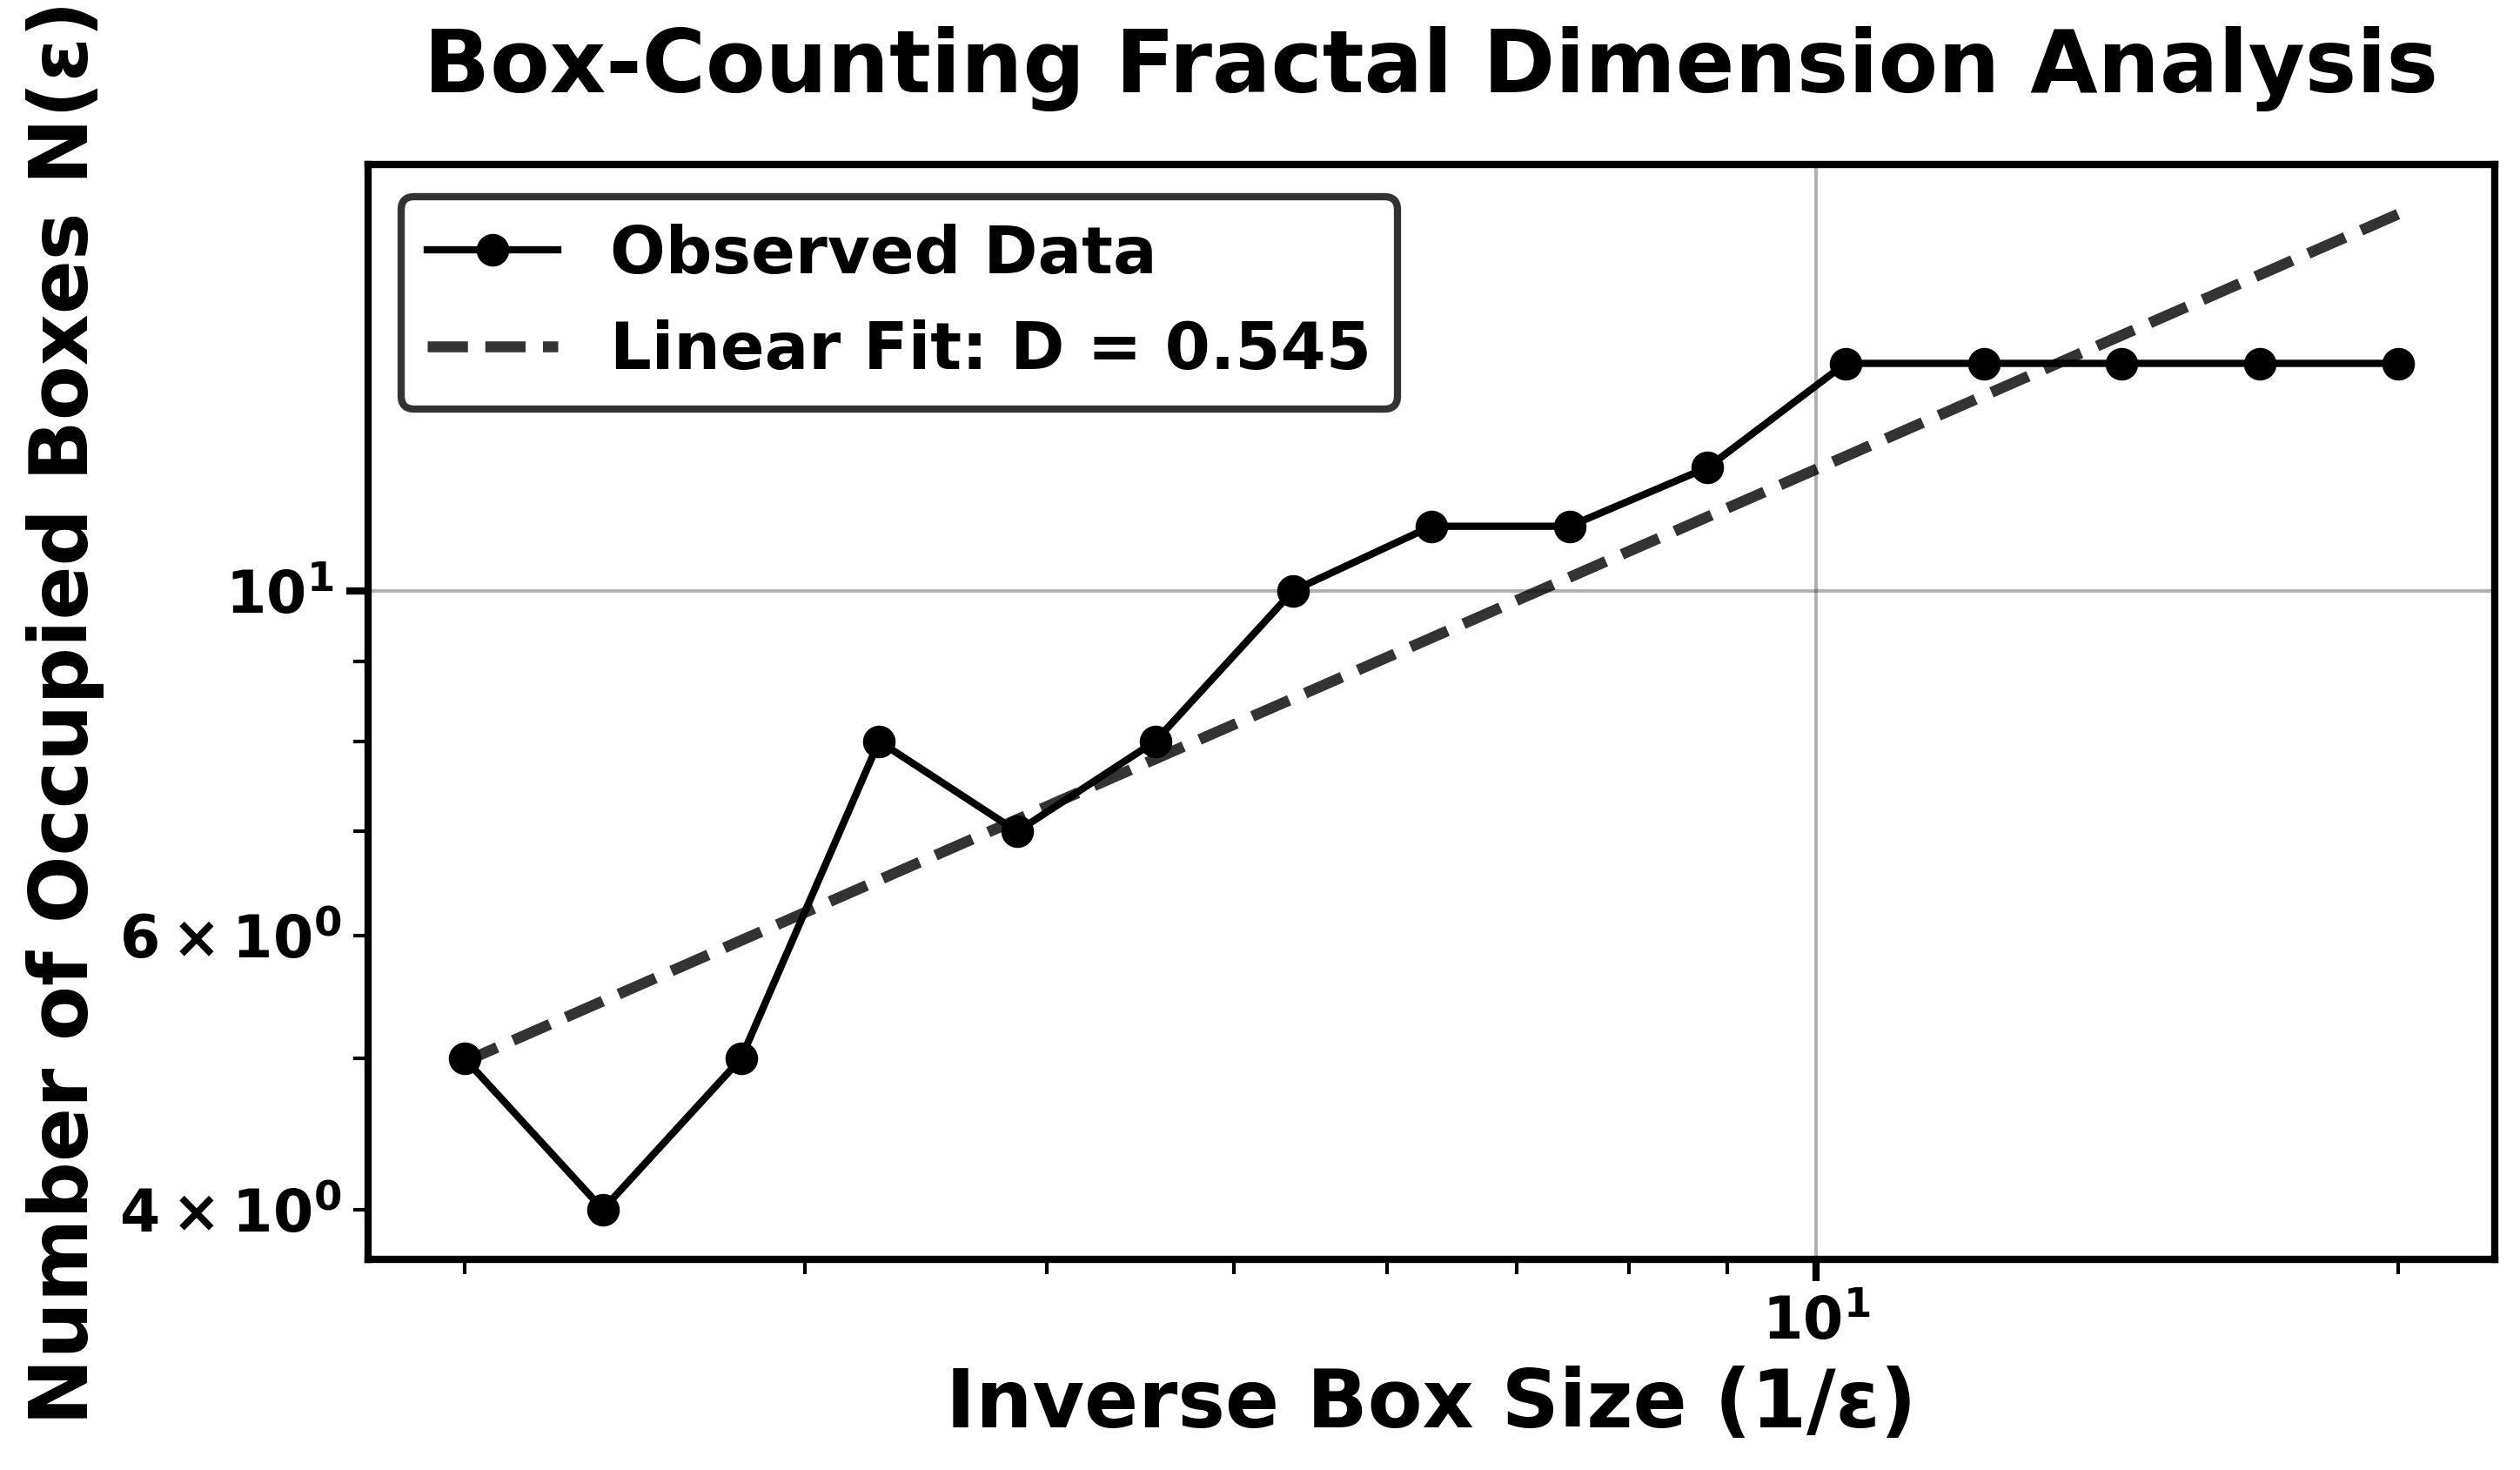 Box-Counting Fractal Dimension Analysis
Number of Occupied Boxes N(ε)
Observed Data
Linear Fit: D = 0.545
10¹
6 × 10⁰
4 × 10⁰
10¹
Inverse Box Size (1/ε)